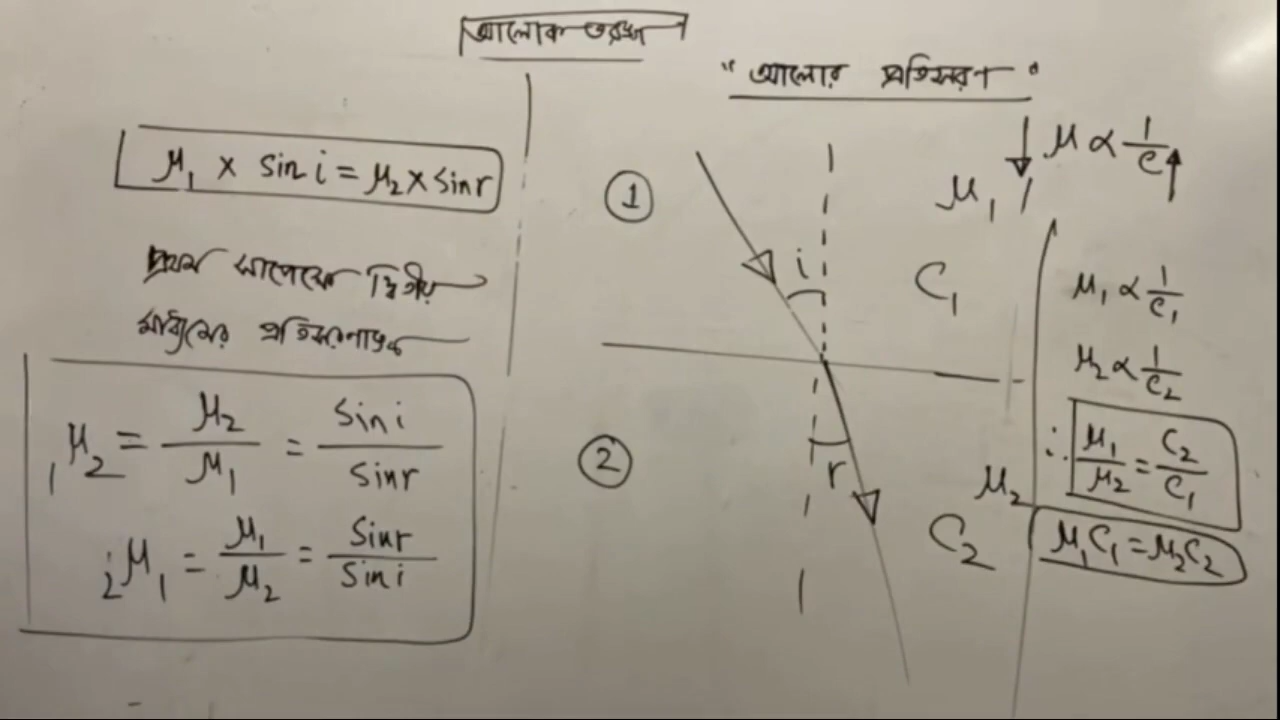 আলোক তরঙ্গ
"আলোর প্রতিসরণ"
μ₁ × sin i = μ₂ × sin r
প্রথম সাপেক্ষে দ্বিতীয়
মাধ্যমের প্রতিসরণাঙ্ক
₁μ₂ = μ₂/μ₁ = sin i/sin r
₂μ₁ = μ₁/μ₂ = sin r/sin i
①
i
μ₁
C₁
②
r
μ₂
C₂
↓ μ ∝ 1/c ↑
μ₁ ∝ 1/c₁
μ₂ ∝ 1/c₂
∴ μ₁/μ₂ = C₂/C₁
μ₁C₁ = μ₂C₂